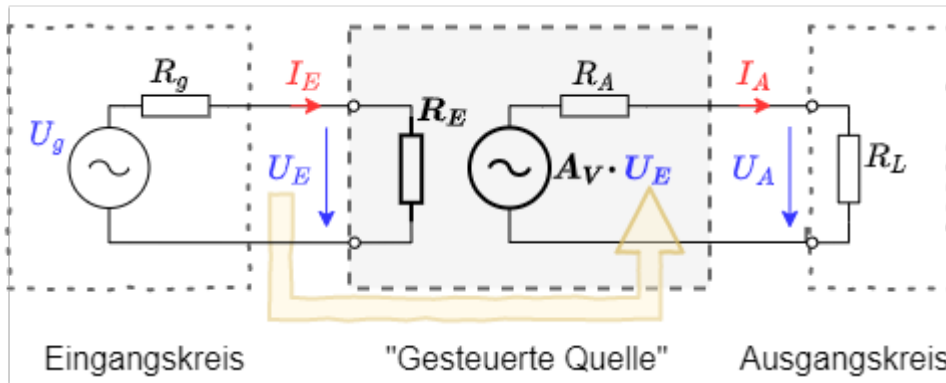 R_g
I_E
R_E
R_A
I_A
U_g
U_E
A_V · U_E
U_A
R_L
Eingangskreis
"Gesteuerte Quelle"
Ausgangskreis